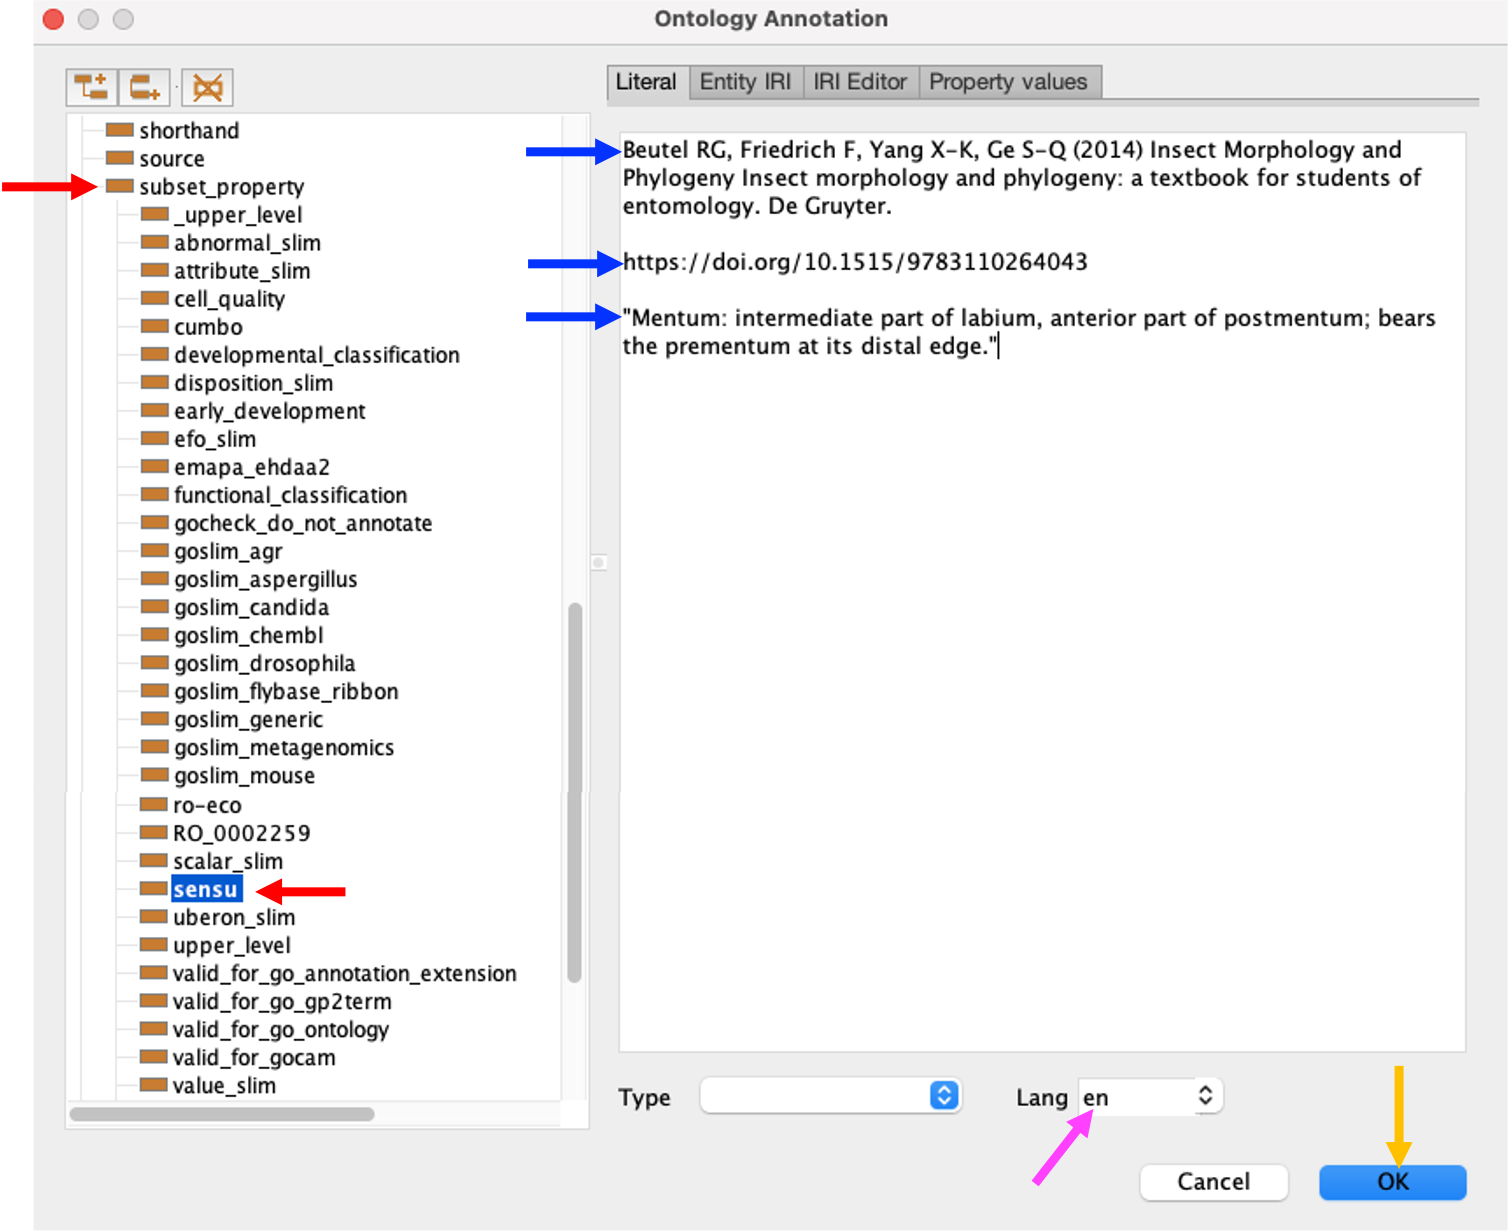 Ontology Annotation
shorthand
source
subset_property
_upper_level
abnormal_slim
attribute_slim
cell_quality
cumbo
developmental_classification
disposition_slim
early_development
efo_slim
emapa_ehdaa2
functional_classification
gocheck_do_not_annotate
goslim_agr
goslim_aspergillus
goslim_candida
goslim_chembl
goslim_drosophila
goslim_flybase_ribbon
goslim_generic
goslim_metagenomics
goslim_mouse
ro-eco
RO_0002259
scalar_slim
sensu
uberon_slim
upper_level
valid_for_go_annotation_extension
valid_for_go_gp2term
valid_for_go_ontology
valid_for_gocam
value_slim
Literal Entity IRI IRI Editor Property values
Beutel RG, Friedrich F, Yang X-K, Ge S-Q (2014) Insect Morphology and
Phylogeny Insect morphology and phylogeny: a textbook for students of
entomology. De Gruyter.
https://doi.org/10.1515/9783110264043
"Mentum: intermediate part of labium, anterior part of postmentum; bears
the prementum at its distal edge."
Type Lang en
Cancel OK